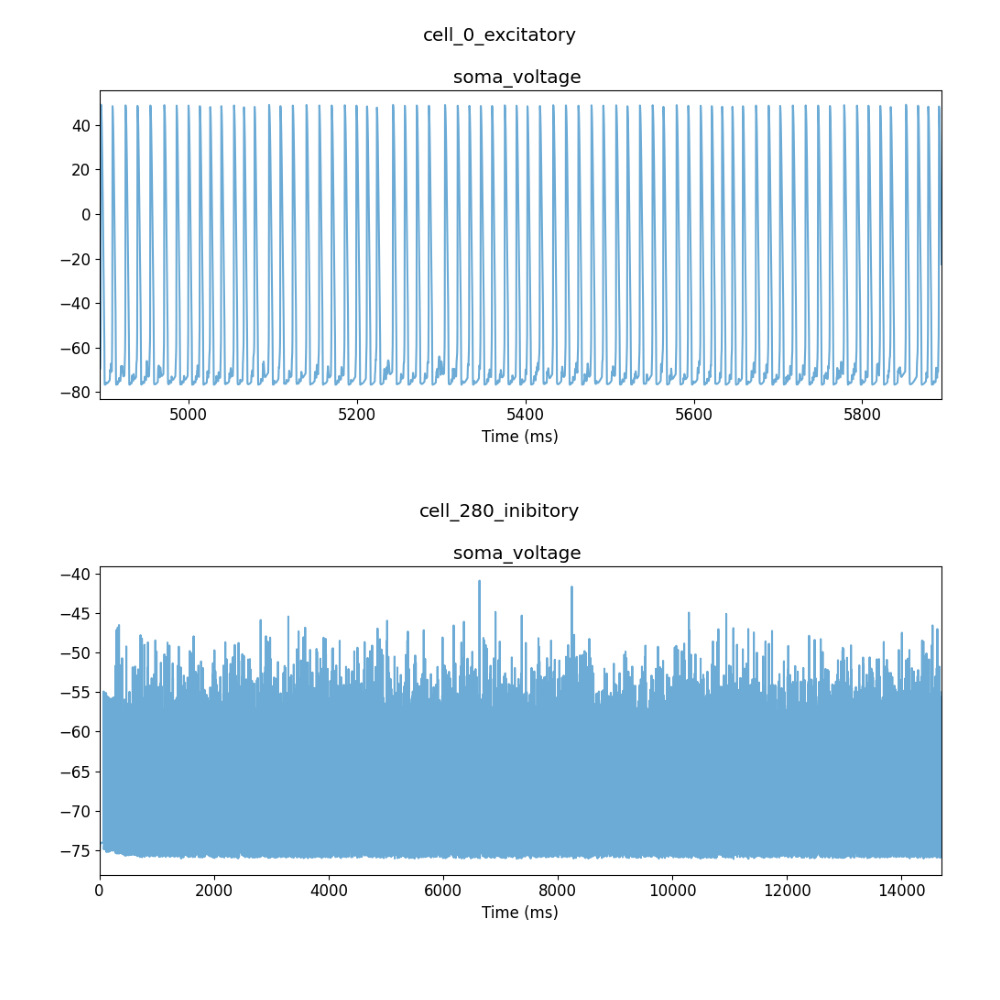 cell_0_excitatory
soma_voltage
40
20
0
−20
−40
−60
−80
5000 5200 5400 5600 5800
Time (ms)
cell_280_inibitory
soma_voltage
−40
−45
−50
−55
−60
−65
−70
−75
0 2000 4000 6000 8000 10000 12000 14000
Time (ms)